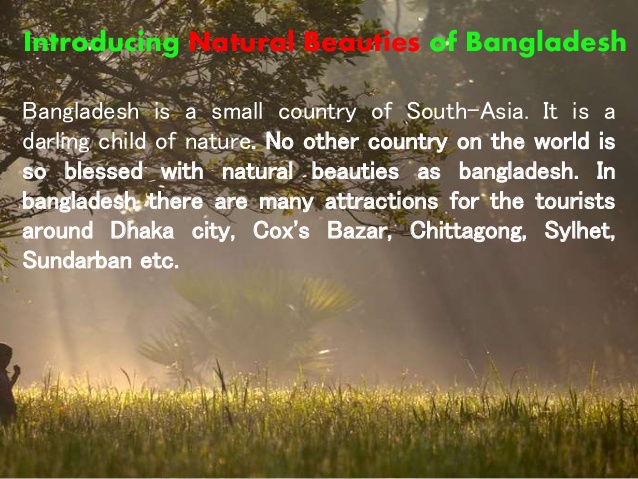 Introducing Natural Beauties of Bangladesh
Bangladesh is a small country of South-Asia. It is a
darling child of nature. No other country on the world is
so blessed with natural beauties as bangladesh. In
bangladesh there are many attractions for the tourists
around Dhaka city, Cox's Bazar, Chittagong, Sylhet,
Sundarban etc.